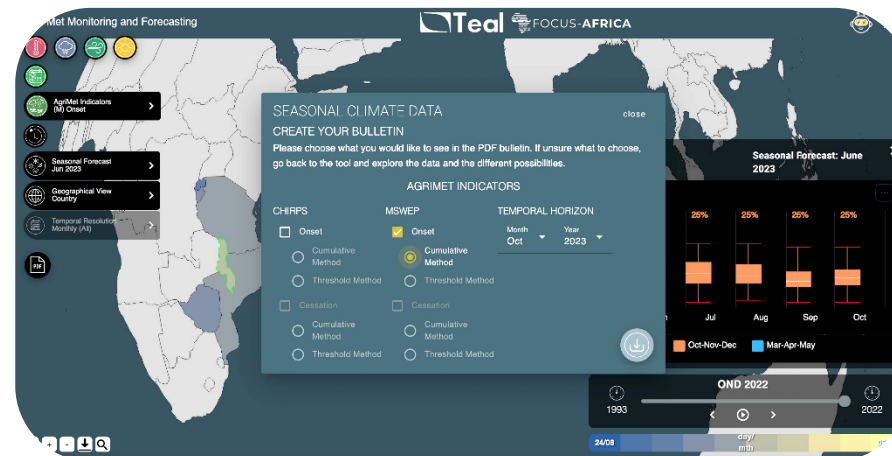 Met Monitoring and Forecasting
Teal FOCUS-AFRICA
AgriMet Indicators
(M) Onset
Seasonal Forecast
Jun 2023
Geographical View
Country
Temporal Resolution
Monthly (All)
PDF
SEASONAL CLIMATE DATA
close
CREATE YOUR BULLETIN
Please choose what you would like to see in the PDF bulletin. If unsure what to choose,
go back to the tool and explore the data and the different possibilities.
AGRIMET INDICATORS
CHIRPS MSWEP TEMPORAL HORIZON
Onset Onset Month Year
Oct 2023
Cumulative Cumulative
Method Method
Threshold Method Threshold Method
Cessation Cessation
Cumulative Cumulative
Method Method
Threshold Method Threshold Method
Seasonal Forecast: June
2023
25% 25% 25% 25%
Jul Aug Sep Oct
Oct-Nov-Dec Mar-Apr-May
OND 2022
1993 2022
24/08 day/
mth
+ -